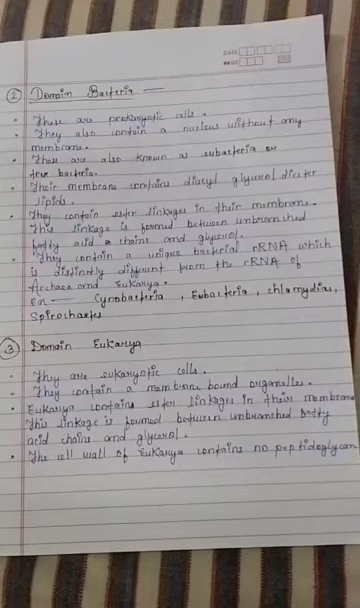 DATE
PAGE
② Domain Bacteria —
• These are prokaryotic cells.
• They also contain a nucleus without any
membrane.
• These are also known as eubacteria or
true bacteria.
• Their membrane contains diacyl glycerol diester
lipids.
• They contain ester linkages in their membrane.
• This linkage is formed between unbranched
fatty acid chains and glycerol.
• They contain a unique bacterial rRNA which
is distinctly different from the rRNA of
Archaea and Eukarya.
Ex — Cynobacteria, Eubacteria, chlamydias,
Spirochaetes
③ Domain Eukarya
• They are eukaryotic cells.
• They contain a membrane bound organelles.
• Eukarya contains ester linkages in their membrane
This linkage is formed between unbranched fatty
acid chains and glycerol.
• The cell wall of Eukarya contains no peptidoglycan